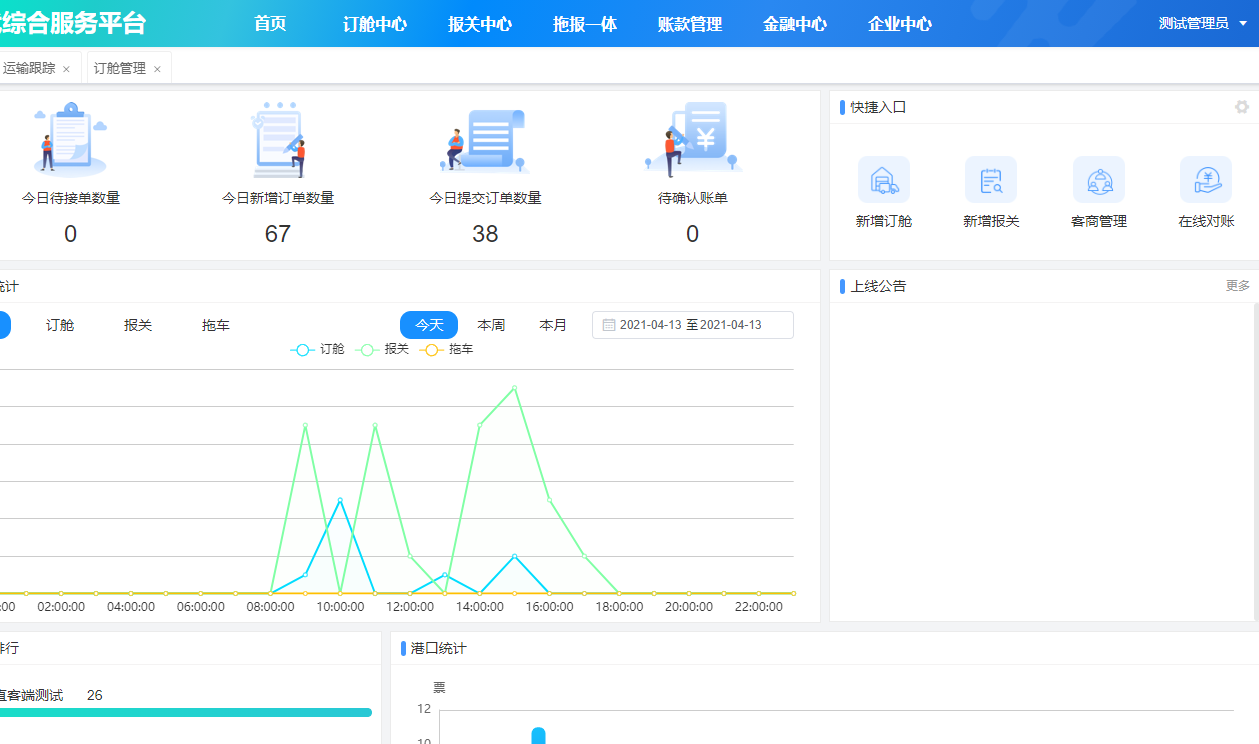 综合服务平台
首页 订舱中心 报关中心 拖报一体 账款管理 金融中心 企业中心
测试管理员
运输跟踪 × 订舱管理 ×
今日待接单数量 今日新增订单数量 今日提交订单数量 待确认账单
0 67 38 0
快捷入口
新增订舱 新增报关 客商管理 在线对账
统计
订舱 报关 拖车
今天 本周 本月 2021-04-13 至 2021-04-13
订舱 报关 拖车
:00 02:00:00 04:00:00 06:00:00 08:00:00 10:00:00 12:00:00 14:00:00 16:00:00 18:00:00 20:00:00 22:00:00
上线公告 更多
排行
直客端测试 26
港口统计
票
12
10